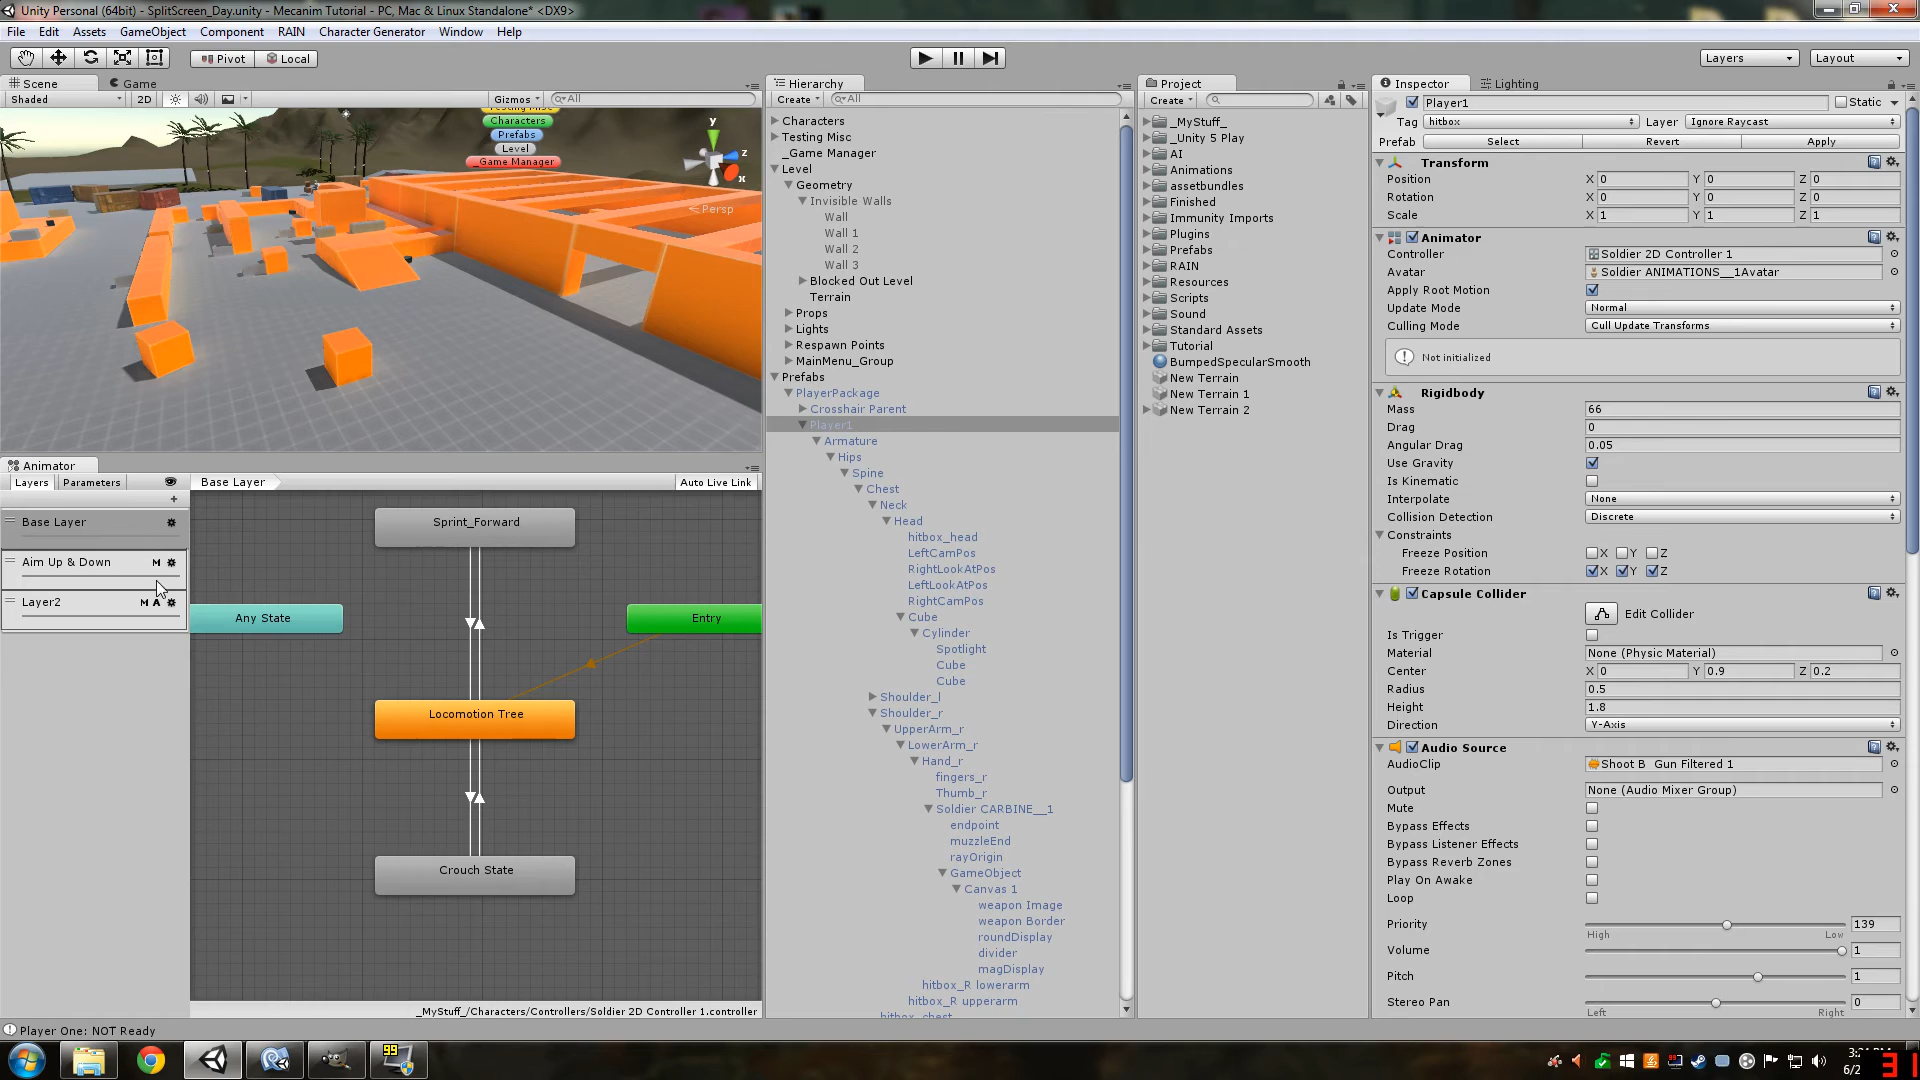 Unity Personal (64bit) - SplitScreen_Day.unity - Mecanim Tutorial - PC, Mac & Linux Standalone* <DX9>
File Edit Assets GameObject Component RAIN Character Generator Window Help
Pivot Local Layers Layout
Scene Game
Shaded 2D Gizmos All
Testing Misc
Characters
Prefabs
Level
_Game Manager
y
z
x
Persp
Animator
Layers Parameters Base Layer Auto Live Link
Base Layer
Aim Up & Down M
Layer2 M A
Sprint_Forward
Any State
Entry
Locomotion Tree
Crouch State
_MyStuff_/Characters/Controllers/Soldier 2D Controller 1.controller
Hierarchy
Create All
Characters
Testing Misc
_Game Manager
Level
Geometry
Invisible Walls
Wall
Wall 1
Wall 2
Wall 3
Blocked Out Level
Terrain
Props
Lights
Respawn Points
MainMenu_Group
Prefabs
PlayerPackage
Crosshair Parent
Player1
Armature
Hips
Spine
Chest
Neck
Head
hitbox_head
LeftCamPos
RightLookAtPos
LeftLookAtPos
RightCamPos
Cube
Cylinder
Spotlight
Cube
Cube
Shoulder_l
Shoulder_r
UpperArm_r
LowerArm_r
Hand_r
fingers_r
Thumb_r
Soldier CARBINE__1
endpoint
muzzleEnd
rayOrigin
GameObject
Canvas 1
weapon Image
weapon Border
roundDisplay
divider
magDisplay
hitbox_R lowerarm
hitbox_R upperarm
hitbox_chest
Project
Create
_MyStuff_
_Unity 5 Play
AI
Animations
assetbundles
Finished
Immunity Imports
Plugins
Prefabs
RAIN
Resources
Scripts
Sound
Standard Assets
Tutorial
BumpedSpecularSmooth
New Terrain
New Terrain 1
New Terrain 2
Inspector Lighting
Player1 Static
Tag hitbox Layer Ignore Raycast
Prefab Select Revert Apply
Transform
Position X 0 Y 0 Z 0
Rotation X 0 Y 0 Z 0
Scale X 1 Y 1 Z 1
Animator
Controller Soldier 2D Controller 1
Avatar Soldier ANIMATIONS__1Avatar
Apply Root Motion
Update Mode Normal
Culling Mode Cull Update Transforms
Not initialized
Rigidbody
Mass 66
Drag 0
Angular Drag 0.05
Use Gravity
Is Kinematic
Interpolate None
Collision Detection Discrete
Constraints
Freeze Position X Y Z
Freeze Rotation X Y Z
Capsule Collider
Edit Collider
Is Trigger
Material None (Physic Material)
Center X 0 Y 0.9 Z 0.2
Radius 0.5
Height 1.8
Direction Y-Axis
Audio Source
AudioClip Shoot B Gun Filtered 1
Output None (Audio Mixer Group)
Mute
Bypass Effects
Bypass Listener Effects
Bypass Reverb Zones
Play On Awake
Loop
Priority 139
High Low
Volume 1
Pitch 1
Stereo Pan 0
Left Right
Player One: NOT Ready
99
31